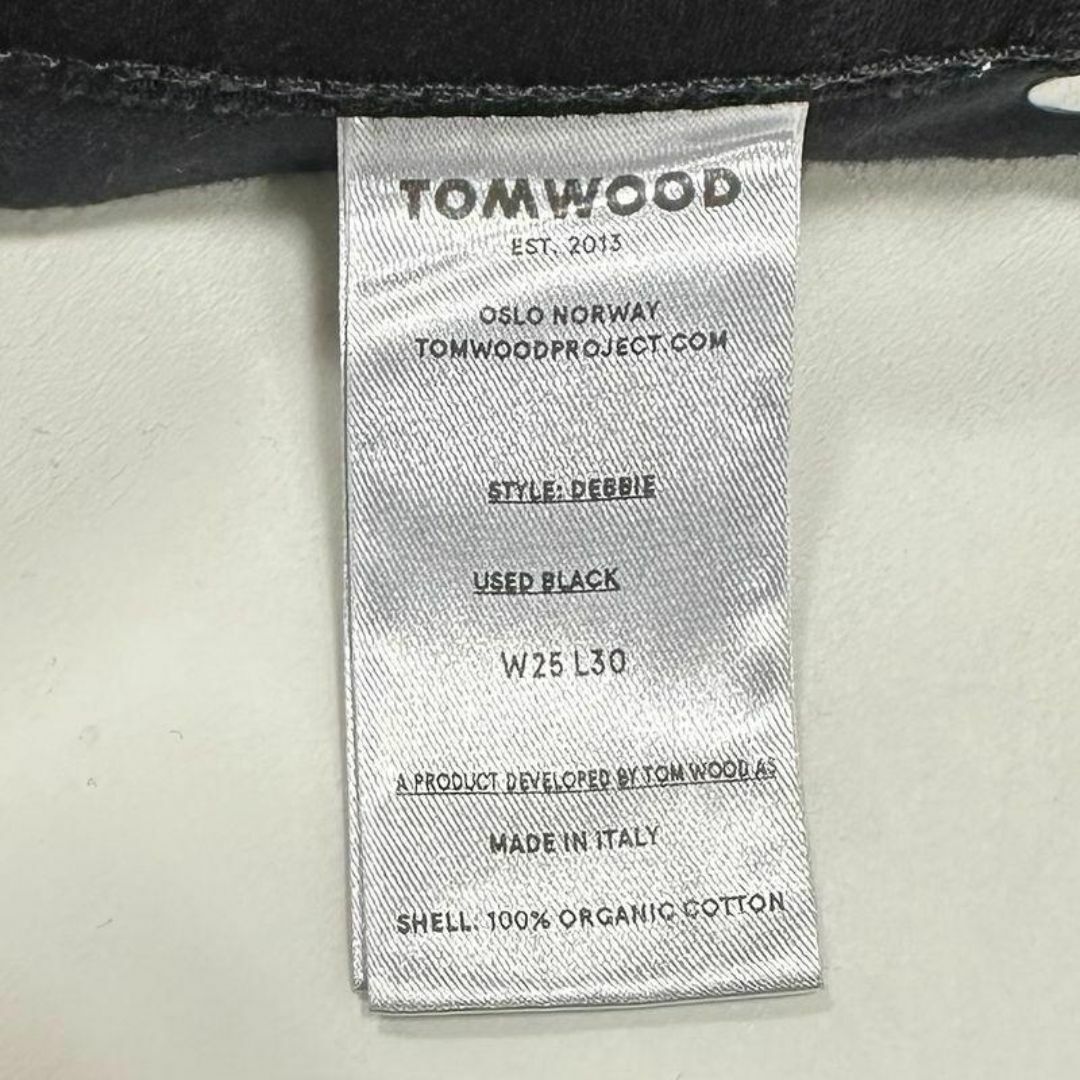 TOMWOOD
EST. 2013
OSLO NORWAY
TOMWOODPROJECT.COM
STYLE: DEBBIE
USED BLACK
W25 L30
A PRODUCT DEVELOPED BY TOM WOOD AS
MADE IN ITALY
SHELL: 100% ORGANIC COTTON